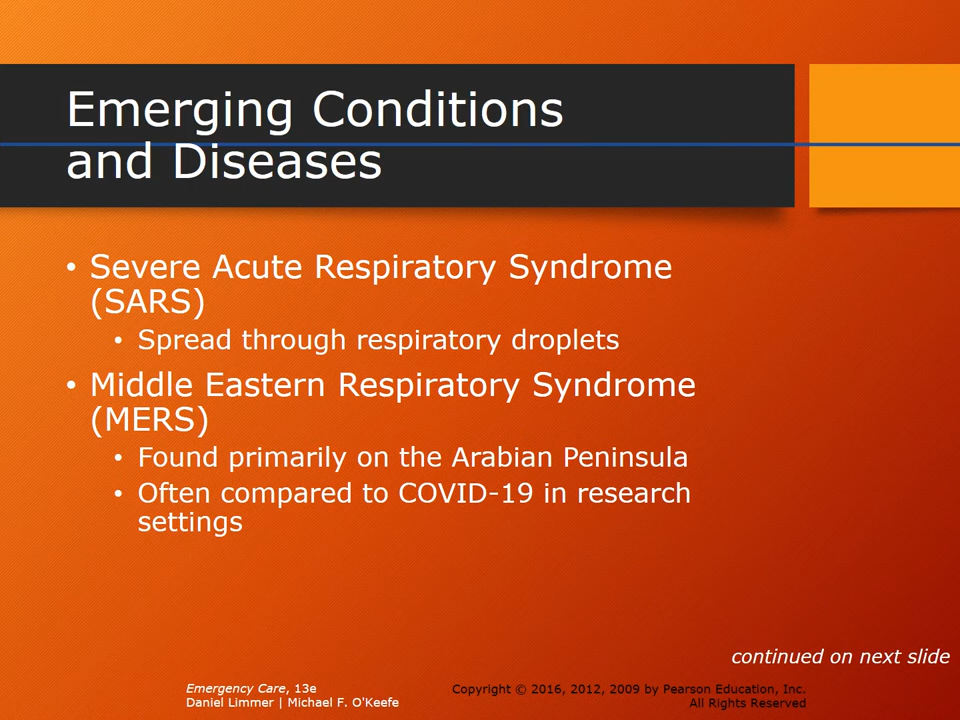 Emerging Conditions
and Diseases
• Severe Acute Respiratory Syndrome
(SARS)
• Spread through respiratory droplets
• Middle Eastern Respiratory Syndrome
(MERS)
• Found primarily on the Arabian Peninsula
• Often compared to COVID-19 in research
settings
continued on next slide
Emergency Care, 13e
Daniel Limmer | Michael F. O'Keefe
Copyright © 2016, 2012, 2009 by Pearson Education, Inc.
All Rights Reserved